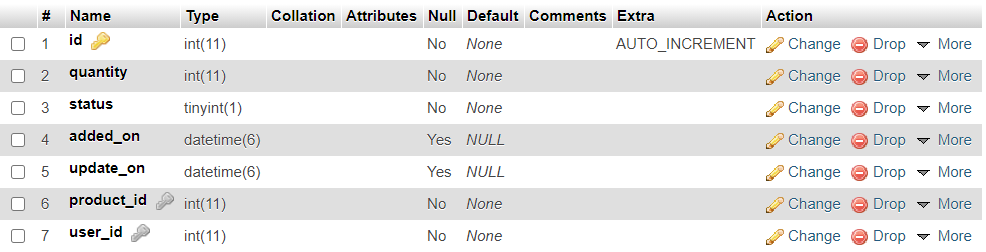 # Name Type Collation Attributes Null Default Comments Extra Action
1 id int(11) No None AUTO_INCREMENT Change Drop More
2 quantity int(11) No None Change Drop More
3 status tinyint(1) No None Change Drop More
4 added_on datetime(6) Yes NULL Change Drop More
5 update_on datetime(6) Yes NULL Change Drop More
6 product_id int(11) No None Change Drop More
7 user_id int(11) No None Change Drop More